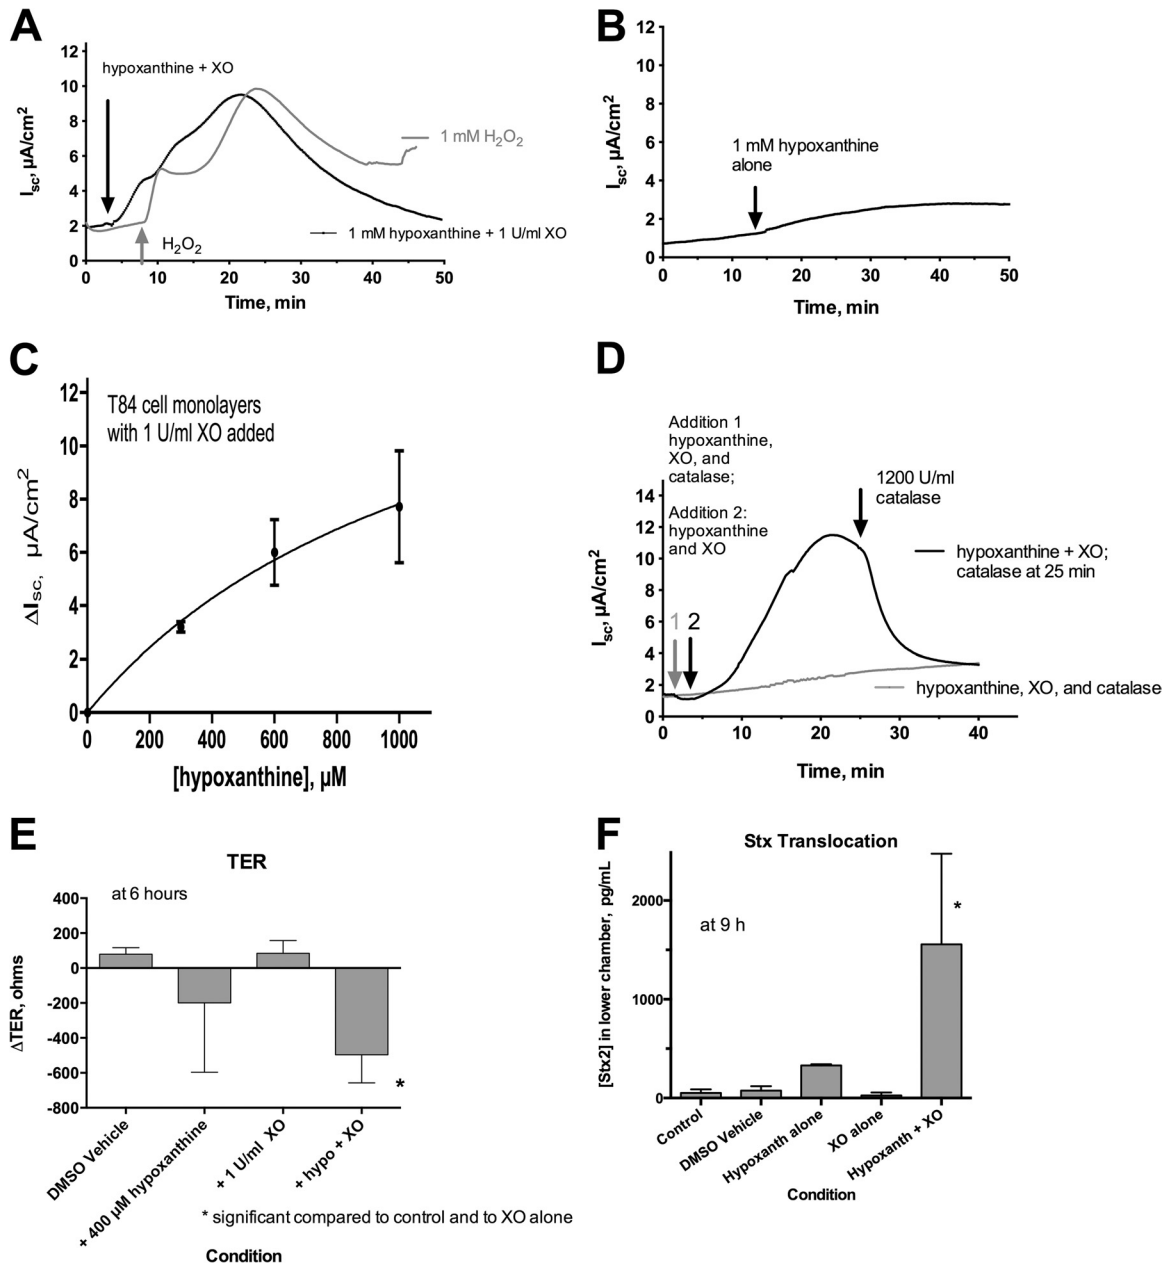 A
12
10
8
6
4
2
0
Isc, µA/cm2
hypoxanthine + XO
1 mM H2O2
H2O2
1 mM hypoxanthine + 1 U/ml XO
0 10 20 30 40 50
Time, min
B
12
10
8
6
4
2
0
Isc, µA/cm2
1 mM hypoxanthine
alone
0 10 20 30 40 50
Time, min
C
12
10
8
6
4
2
0
ΔIsc, µA/cm2
T84 cell monolayers
with 1 U/ml XO added
0 200 400 600 800 1000
[hypoxanthine], µM
D
Addition 1
hypoxanthine,
XO, and
catalase;
Addition 2:
hypoxanthine
and XO
14
12
10
8
6
4
2
0
Isc, µA/cm2
1 2
1200 U/ml
catalase
hypoxanthine + XO;
catalase at 25 min
hypoxanthine, XO, and catalase
0 10 20 30 40
Time, min
E
TER
at 6 hours
400
200
0
-200
-400
-600
-800
ΔTER, ohms
*
DMSO Vehicle
+ 400 µM hypoxanthine
+ 1 U/ml XO
+ hypo + XO
* significant compared to control and to XO alone
Condition
F
Stx Translocation
at 9 h
2000
1000
0
[Stx2] in lower chamber, pg/mL
*
Control
DMSO Vehicle
Hypoxanth alone
XO alone
Hypoxanth + XO
Condition